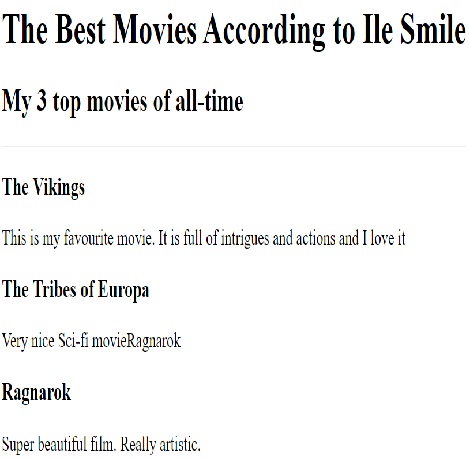 The Best Movies According to Ile Smile
My 3 top movies of all-time
The Vikings
This is my favourite movie. It is full of intrigues and actions and I love it
The Tribes of Europa
Very nice Sci-fi movieRagnarok
Ragnarok
Super beautiful film. Really artistic.